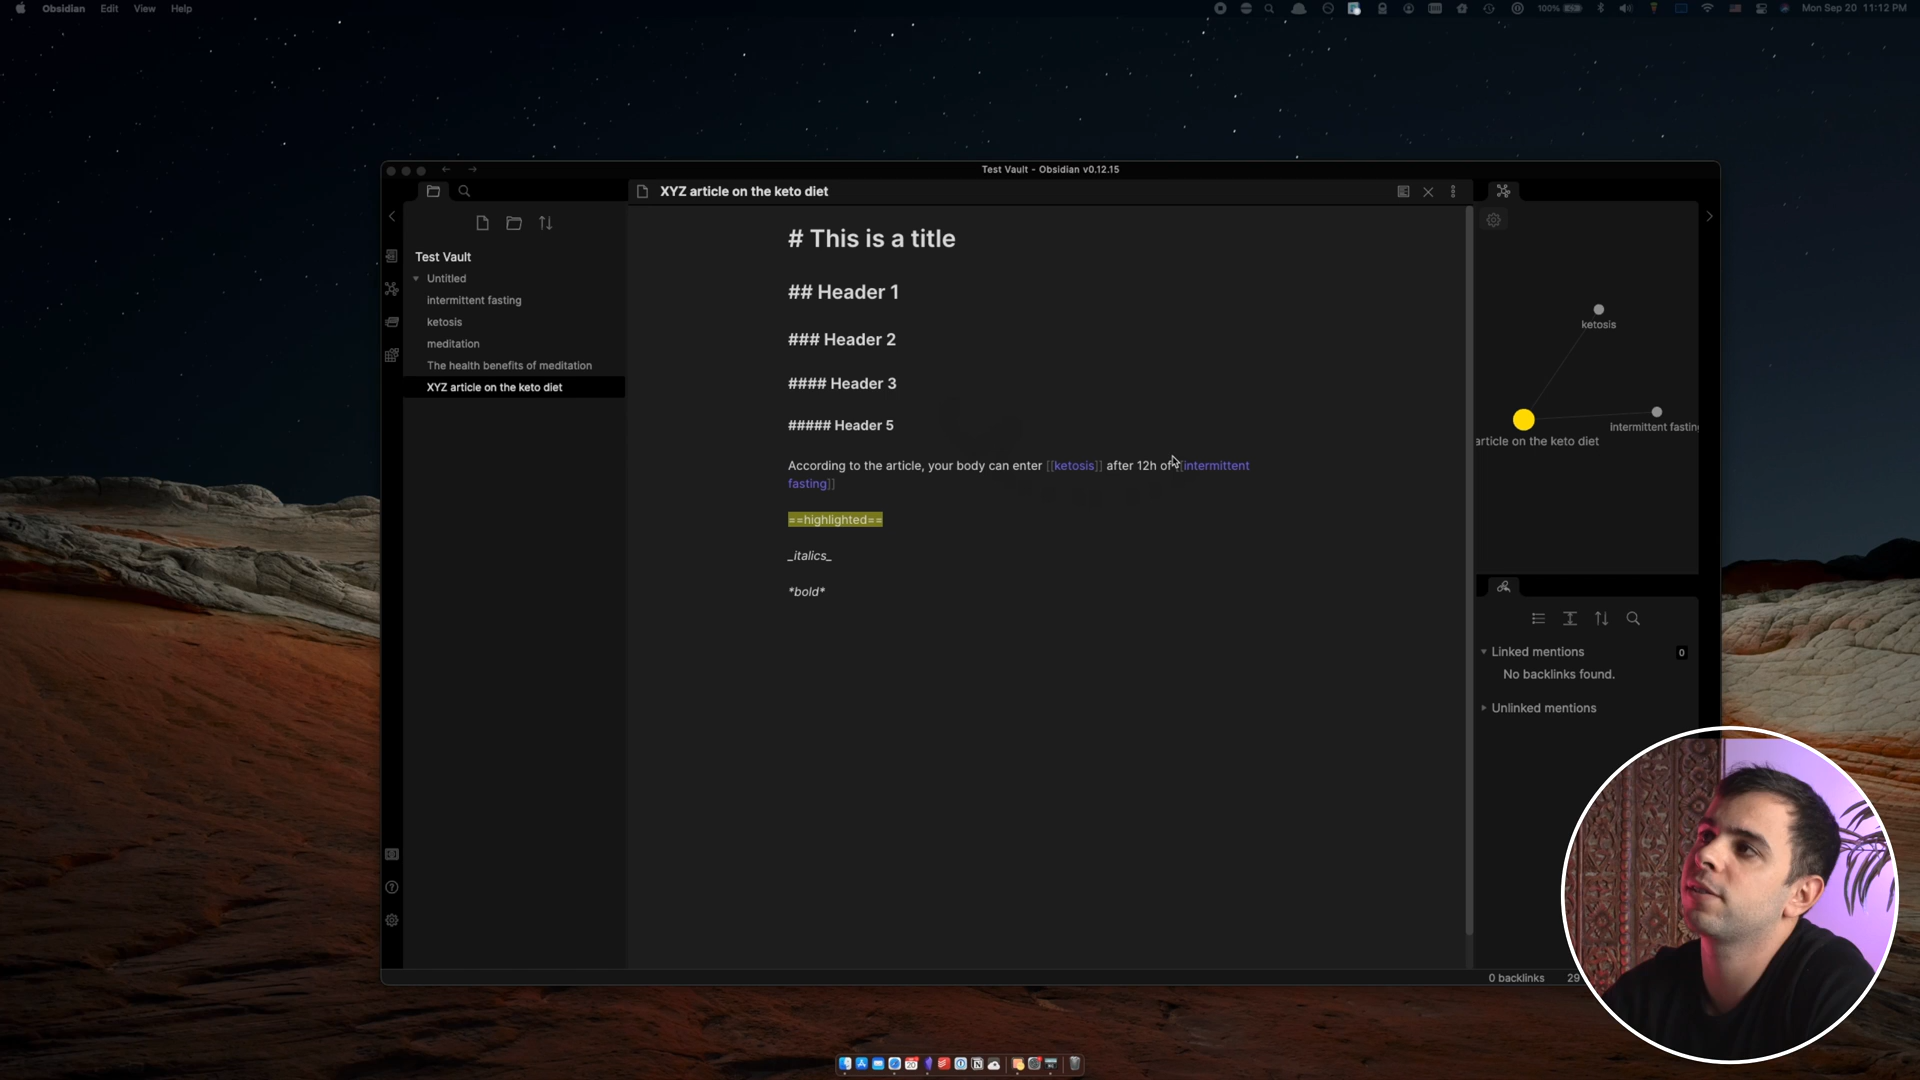 Obsidian Edit View Help
100%
Mon Sep 20 11:12 PM
Test Vault - Obsidian v0.12.15
XYZ article on the keto diet
Test Vault
Untitled
intermittent fasting
ketosis
meditation
The health benefits of meditation
XYZ article on the keto diet
# This is a title
## Header 1
### Header 2
#### Header 3
##### Header 5
According to the article, your body can enter [[ketosis]] after 12h of [[intermittent
fasting]]
==highlighted==
_italics_
*bold*
ketosis
intermittent fastin
article on the keto diet
Linked mentions
0
No backlinks found.
Unlinked mentions
0 backlinks
29